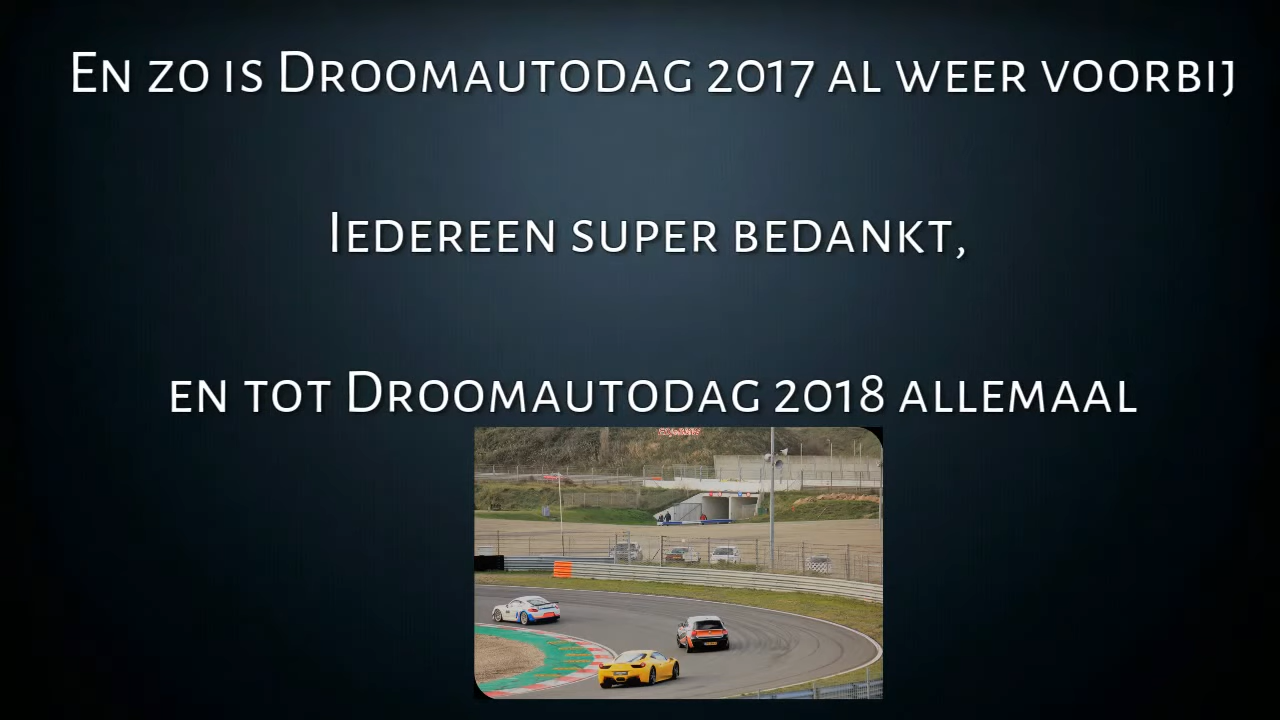 En zo is Droomautodag 2017 al weer voorbij
Iedereen super bedankt,
en tot Droomautodag 2018 allemaal